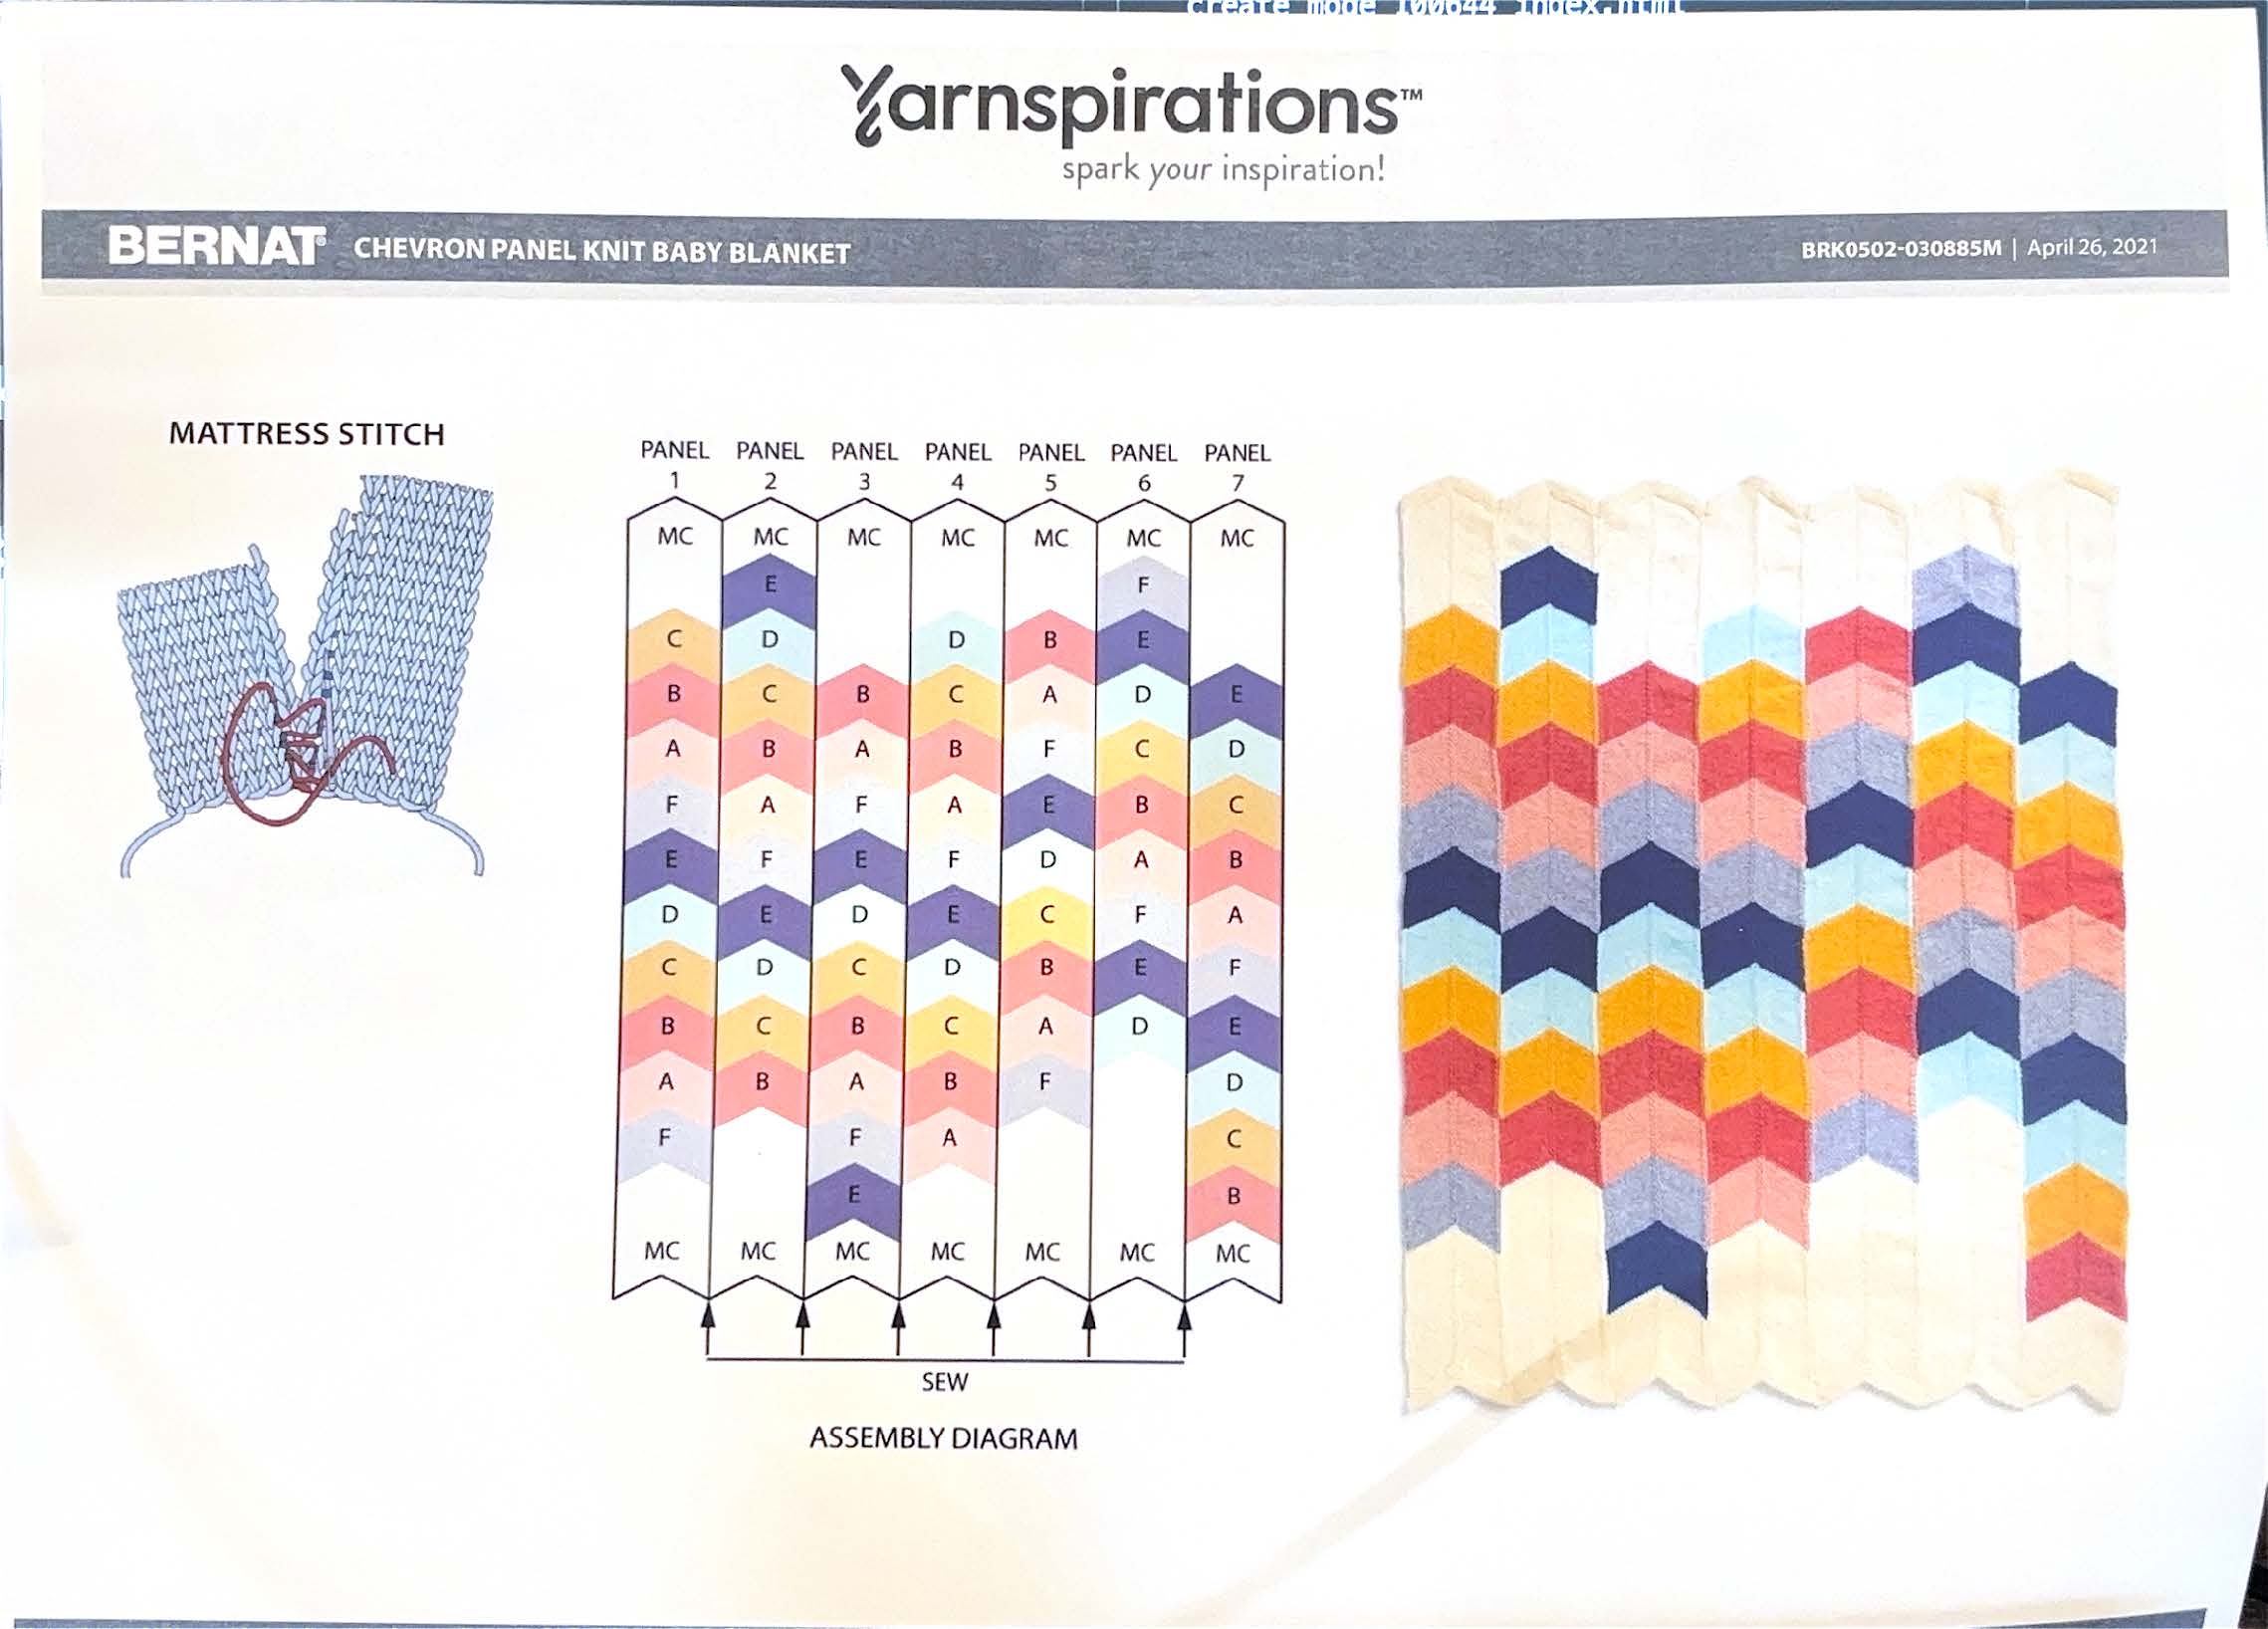 create mode 100644 index.html
Yarnspirations™
spark your inspiration!
BERNAT® CHEVRON PANEL KNIT BABY BLANKET
BRK0502-030885M | April 26, 2021
MATTRESS STITCH
PANEL PANEL PANEL PANEL PANEL PANEL PANEL
1 2 3 4 5 6 7
MC MC MC MC MC MC MC
E F
C D D B E
B C B C A D E
A B A B F C D
F A F A E B C
E F E F D A B
D E D E C F A
C D C D B E F
B C B C A D E
A B A B F D
F F A C
E B
MC MC MC MC MC MC MC
SEW
ASSEMBLY DIAGRAM